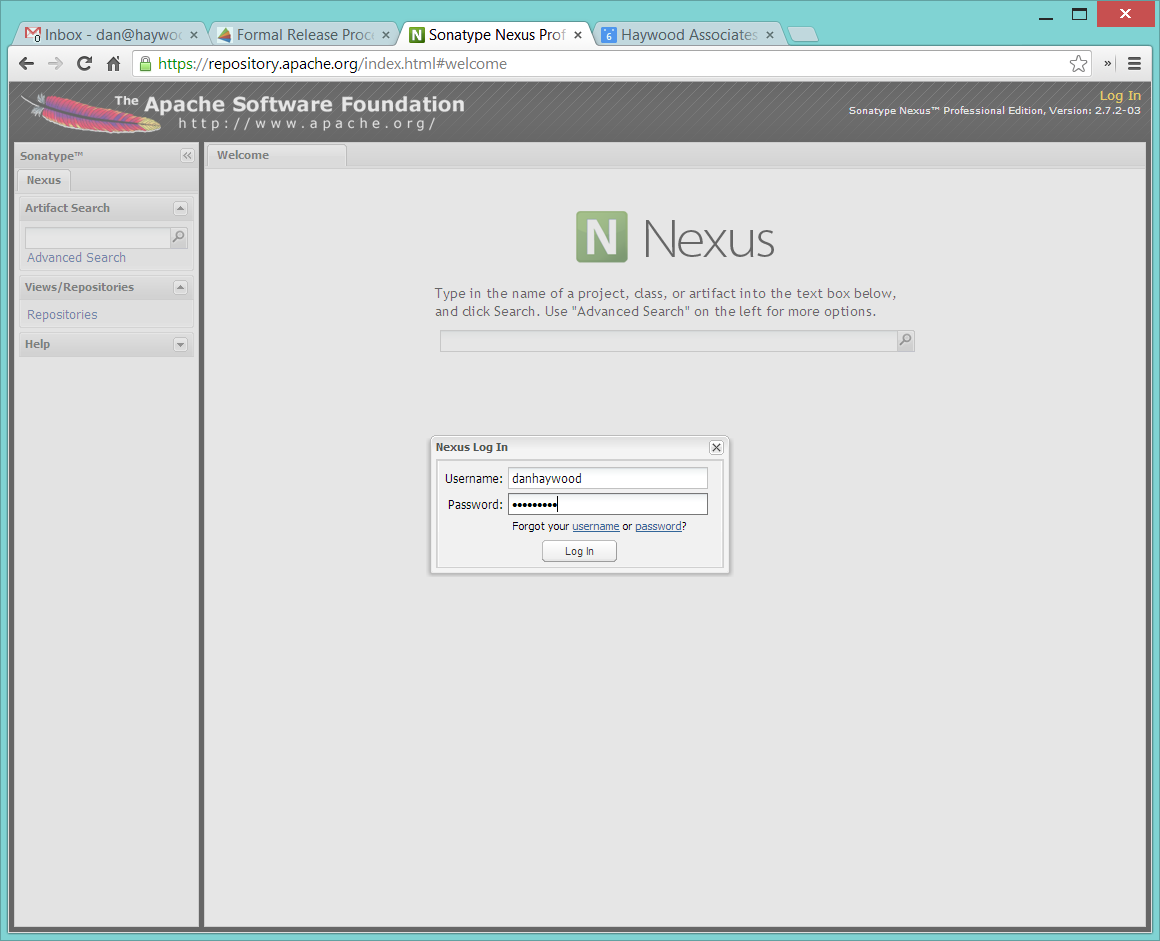 Inbox - dan@haywo
Formal Release Proc
Sonatype Nexus Prof
Haywood Associates
https://repository.apache.org/index.html#welcome
The Apache Software Foundation
http://www.apache.org/
Log In
Sonatype Nexus™ Professional Edition, Version: 2.7.2-03
Sonatype™
Nexus
Artifact Search
Advanced Search
Views/Repositories
Repositories
Help
Welcome
N Nexus
Type in the name of a project, class, or artifact into the text box below,
and click Search. Use "Advanced Search" on the left for more options.
Nexus Log In
Username: danhaywood
Password: •••••••••
Forgot your username or password?
Log In